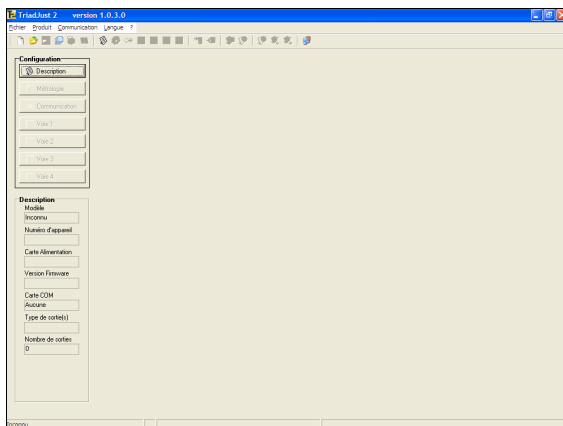 TriadJust 2 version 1.0.3.0
Fichier Produit Communication Langue ?
Configuration
Description
Métrologie
Communication
Voie 1
Voie 2
Voie 3
Voie 4
Description
Modèle
Inconnu
Numéro d'appareil
Carte Alimentation
Version Firmware
Carte COM
Aucune
Type de sortie(s)
Nombre de sorties
0
Inconnu